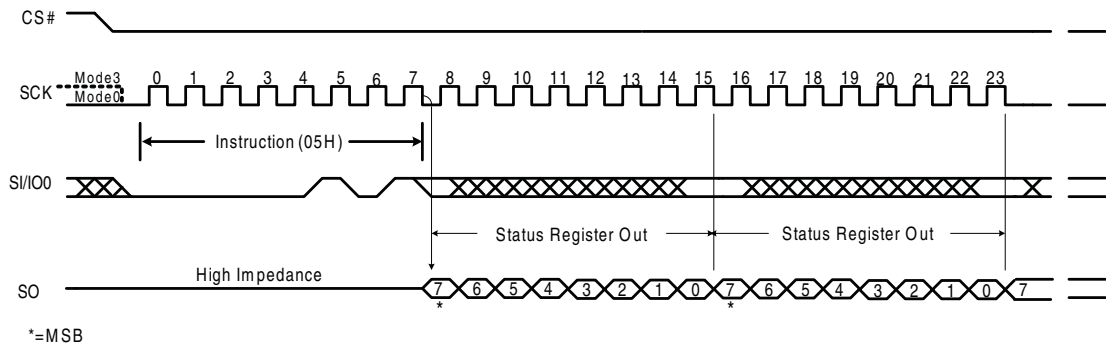 CS#
Mode3 0 1 2 3 4 5 6 7 8 9 10 11 12 13 14 15 16 17 18 19 20 21 22 23
SCK Mode0
Instruction (05H)
SI/IO0
Status Register Out Status Register Out
High Impedance
SO 7 6 5 4 3 2 1 0 7 6 5 4 3 2 1 0 7
* *
*=MSB